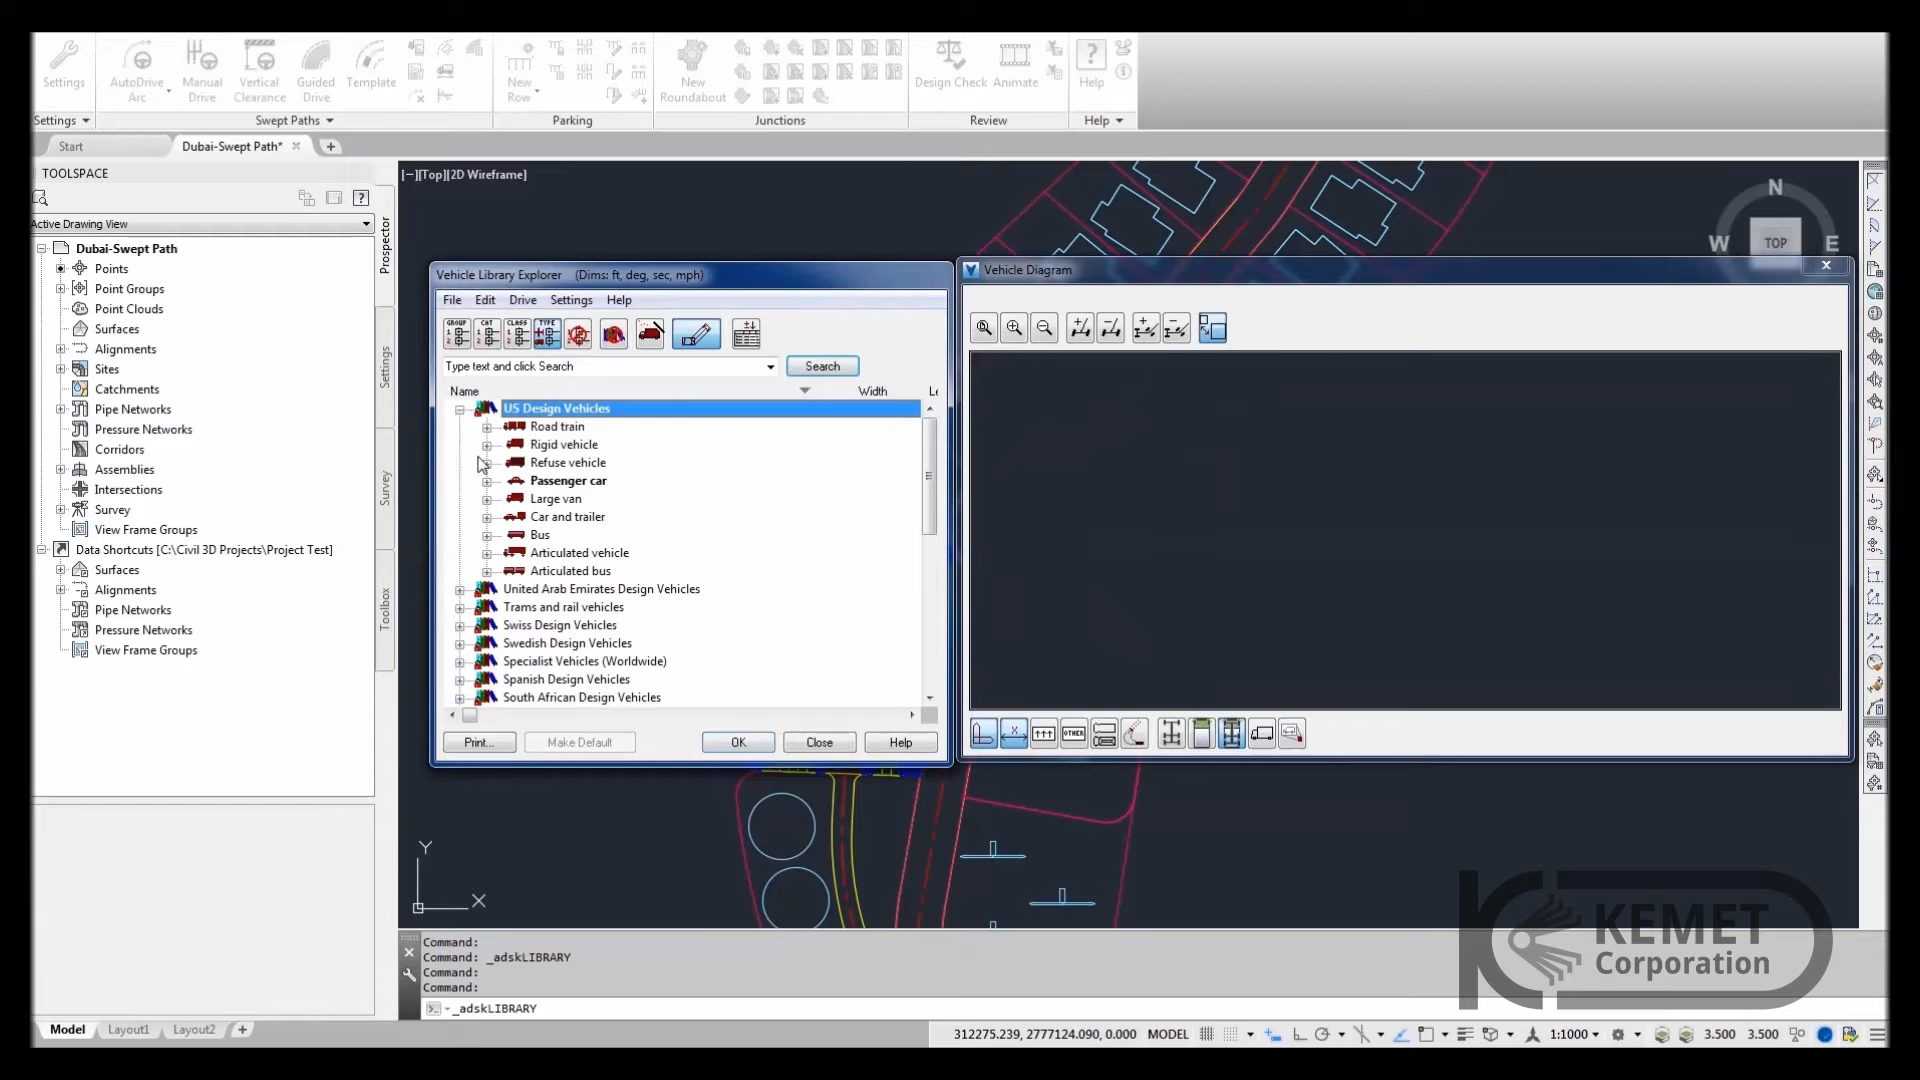 Settings
AutoDrive Arc
Manual Drive
Vertical Clearance
Guided Drive
Template
New Row
New Roundabout
Design Check
Animate
Help
Settings
Swept Paths
Parking
Junctions
Review
Help
Start
Dubai-Swept Path*
TOOLSPACE
Active Drawing View
Dubai-Swept Path
Points
Point Groups
Point Clouds
Surfaces
Alignments
Sites
Catchments
Pipe Networks
Pressure Networks
Corridors
Assemblies
Intersections
Survey
View Frame Groups
Data Shortcuts [C:\Civil 3D Projects\Project Test]
Surfaces
Alignments
Pipe Networks
Pressure Networks
View Frame Groups
Prospector
Settings
Survey
Toolbox
[−][Top][2D Wireframe]
N
W TOP E
Vehicle Library Explorer (Dims: ft, deg, sec, mph)
File Edit Drive Settings Help
GROUP CAT CLASS TYPE
Type text and click Search
Search
Name Width Le
US Design Vehicles
Road train
Rigid vehicle
Refuse vehicle
Passenger car
Large van
Car and trailer
Bus
Articulated vehicle
Articulated bus
United Arab Emirates Design Vehicles
Trams and rail vehicles
Swiss Design Vehicles
Swedish Design Vehicles
Specialist Vehicles (Worldwide)
Spanish Design Vehicles
South African Design Vehicles
Print... Make Default OK Close Help
Vehicle Diagram
OTHER
Y
X
KEMET
Corporation
Command:
Command: _adskLIBRARY
Command:
Command:
_adskLIBRARY
Model Layout1 Layout2
312275.239, 2777124.090, 0.000 MODEL 1:1000 3.500 3.500